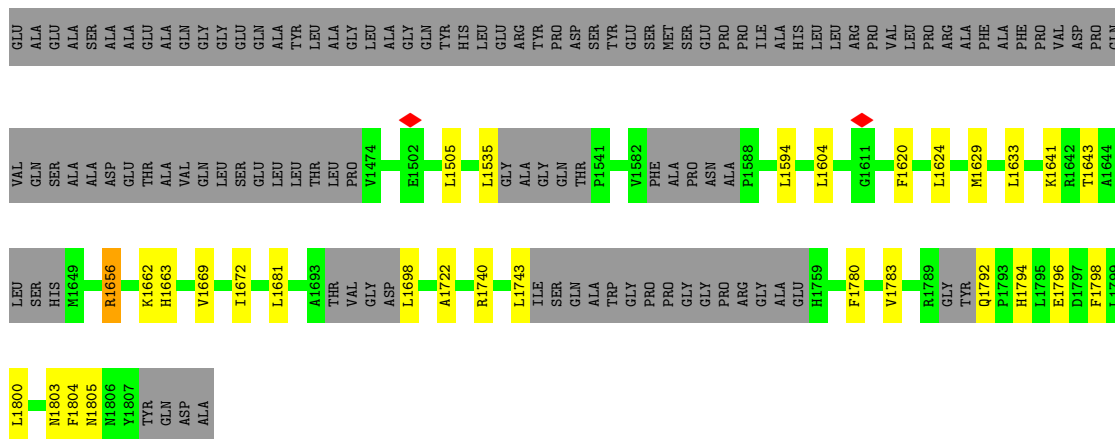 GLU ALA GLU ALA SER ALA ALA GLU ALA GLN GLY GLY GLU GLN ALA TYR LEU ALA GLY LEU ALA GLY GLN TYR HIS LEU GLU ARG TYR PRO ASP SER TYR GLU SER MET SER GLU PRO PRO ILE ALA HIS LEU LEU ARG PRO VAL LEU PRO ARG ALA PHE ALA PHE PRO VAL ASP PRO GLN
VAL GLN SER ALA ALA ASP GLU THR ALA VAL GLN LEU SER GLU LEU LEU THR LEU PRO V1474 E1502 L1505 L1535 GLY ALA GLY GLN THR P1541 V1582 PHE ALA PRO ASN ALA P1588 L1594 L1604 G1611 F1620 L1624 M1629 L1633 K1641 R1642 T1643 A1644
LEU SER HIS M1649 R1656 K1662 H1663 V1669 I1672 L1681 A1693 THR VAL GLY ASP L1698 A1722 R1740 L1743 ILE SER GLN ALA TRP GLY PRO PRO GLY GLY PRO ARG GLY ALA GLU H1759 F1780 V1783 R1789 GLY TYR Q1792 P1793 H1794 L1795 E1796 D1797 F1798 L1799
L1800 N1803 F1804 N1805 N1806 Y1807 TYR GLN ASP ALA